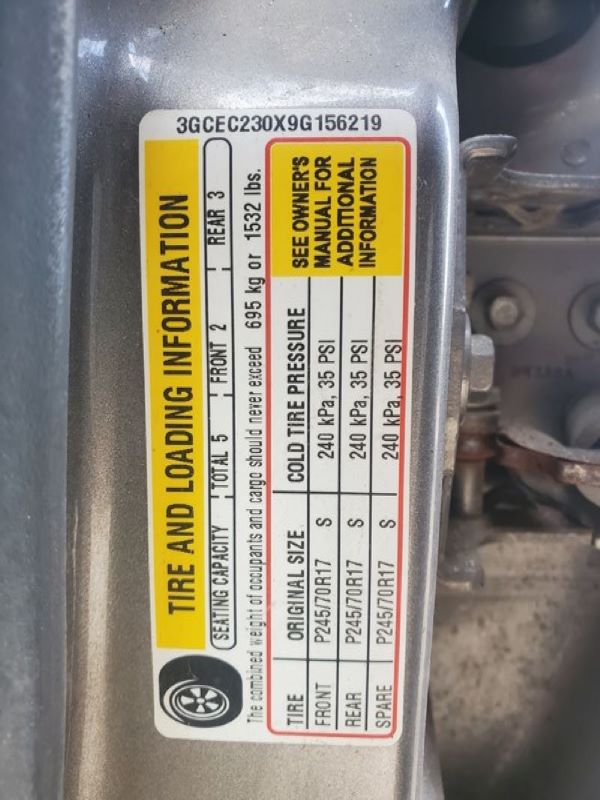 3GCEC230X9G156219
TIRE AND LOADING INFORMATION
SEATING CAPACITY TOTAL 5 FRONT 2 REAR 3
The combined weight of occupants and cargo should never exceed 695 kg or 1532 lbs.
TIRE ORIGINAL SIZE COLD TIRE PRESSURE
FRONT P245/70R17 S 240 kPa, 35 PSI
REAR P245/70R17 S 240 kPa, 35 PSI
SPARE P245/70R17 S 240 kPa, 35 PSI
SEE OWNER'S
MANUAL FOR
ADDITIONAL
INFORMATION